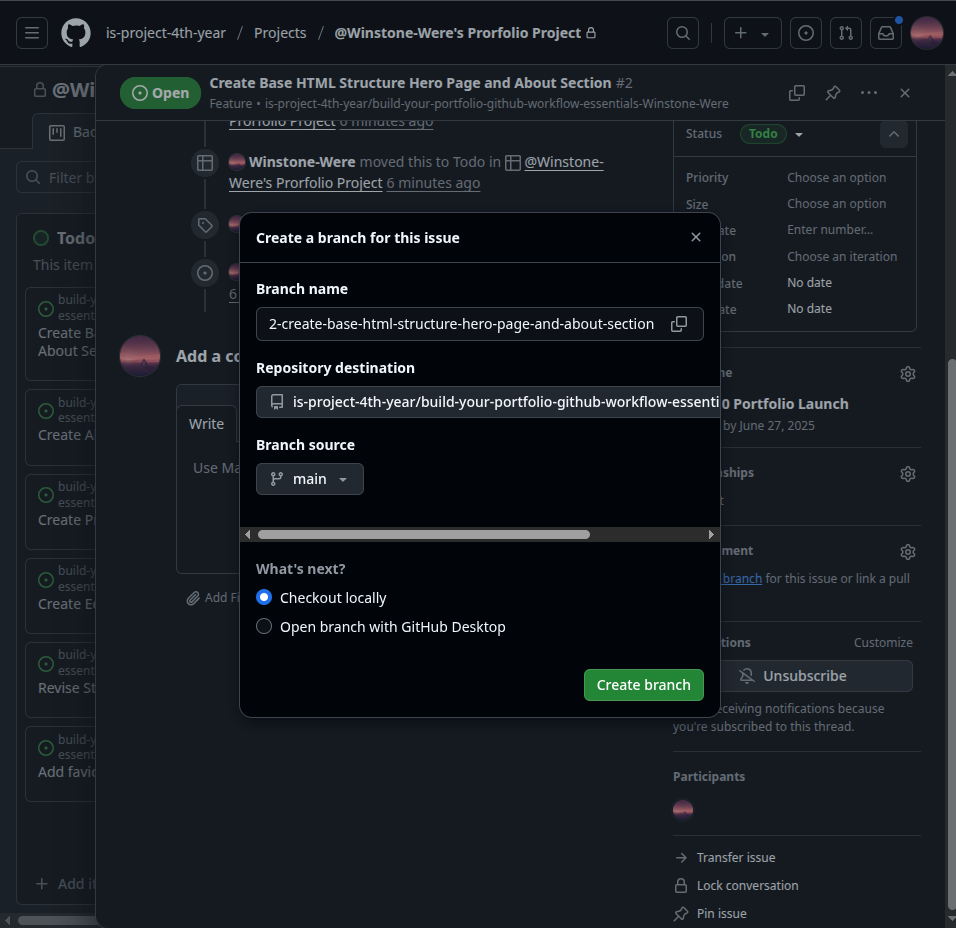 is-project-4th-year / Projects / @Winstone-Were's Prorfolio Project
@Wi
Bac
Filter b
Todo
This item
build-y
essent
Create B
About Se
build-y
essent
Create A
build-y
essent
Create P
build-y
essent
Create E
build-y
essent
Revise St
build-y
essent
Add favic
+ Add it
Open
Create Base HTML Structure Hero Page and About Section #2
Feature • is-project-4th-year/build-your-portfolio-github-workflow-essentials-Winstone-Were
Prorfolio Project 6 minutes ago
Winstone-Were moved this to Todo in @Winstone-
Were's Prorfolio Project 6 minutes ago
6
Add a co
Write
Use Ma
Add Fi
Create a branch for this issue
Branch name
2-create-base-html-structure-hero-page-and-about-section
Repository destination
is-project-4th-year/build-your-portfolio-github-workflow-essenti
Branch source
main
What's next?
Checkout locally
Open branch with GitHub Desktop
Create branch
Status Todo
Priority Choose an option
Size Choose an option
ate Enter number...
on Choose an iteration
date No date
ate No date
ne
0 Portfolio Launch
by June 27, 2025
ships
t
ment
branch for this issue or link a pull
tions Customize
Unsubscribe
eceiving notifications because
you're subscribed to this thread.
Participants
Transfer issue
Lock conversation
Pin issue